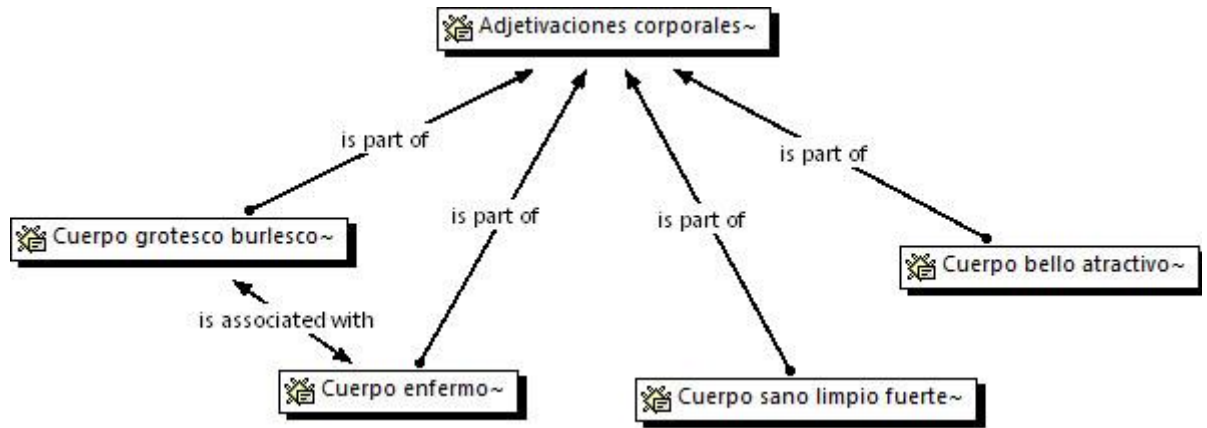 Adjetivaciones corporales~
is part of
is part of
is part of
is part of
Cuerpo grotesco burlesco~
Cuerpo bello atractivo~
is associated with
Cuerpo enfermo~
Cuerpo sano limpio fuerte~